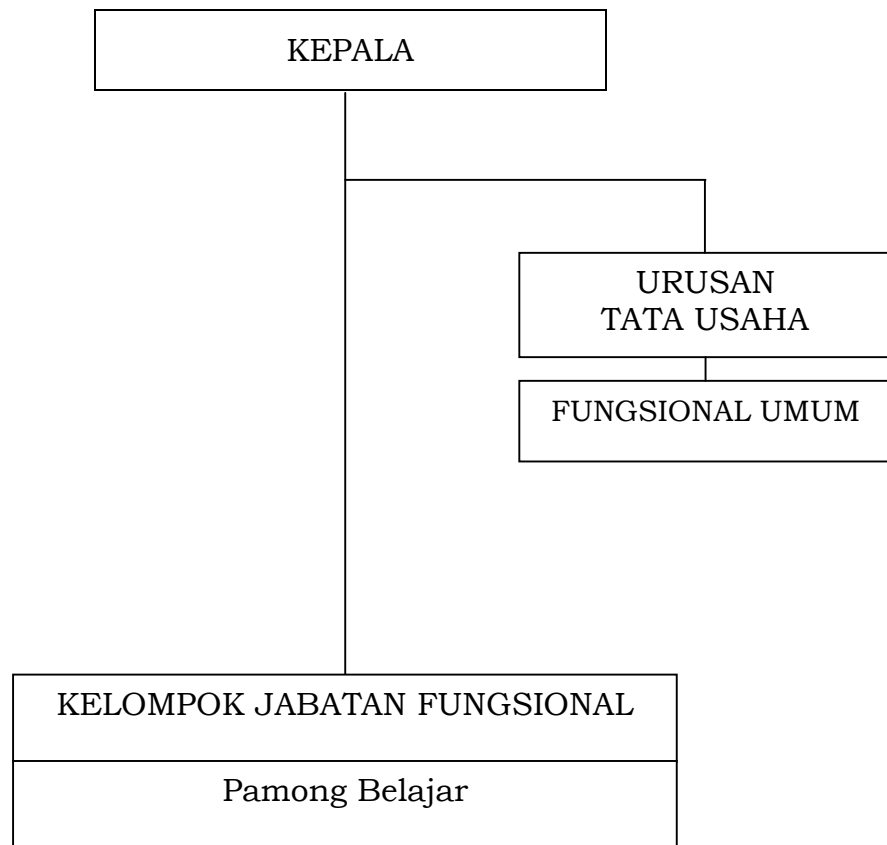 KEPALA
URUSAN
TATA USAHA
FUNGSIONAL UMUM
KELOMPOK JABATAN FUNGSIONAL
Pamong Belajar